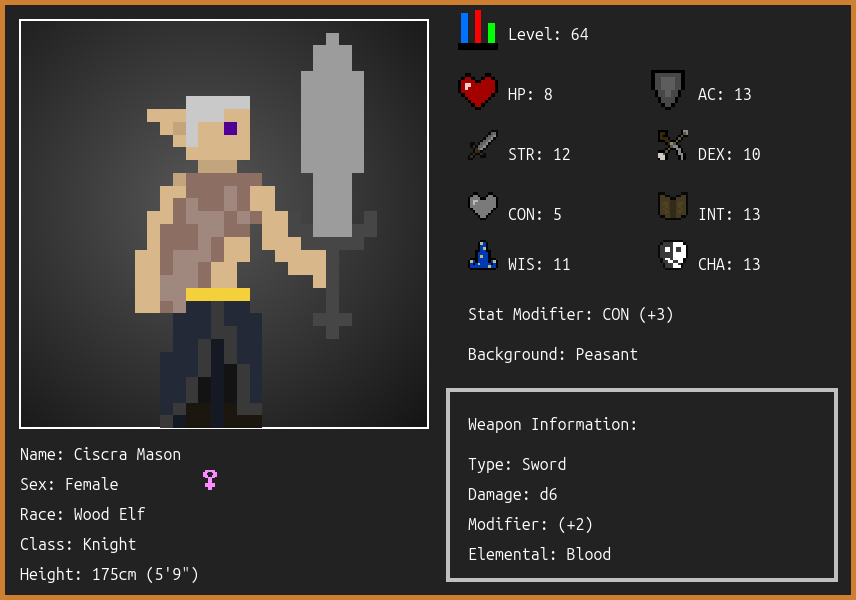 Level: 64
HP: 8
AC: 13
STR: 12
DEX: 10
CON: 5
INT: 13
WIS: 11
CHA: 13
Stat Modifier: CON (+3)
Background: Peasant
Weapon Information:
Type: Sword
Damage: d6
Modifier: (+2)
Elemental: Blood
Name: Ciscra Mason
Sex: Female
Race: Wood Elf
Class: Knight
Height: 175cm (5'9")